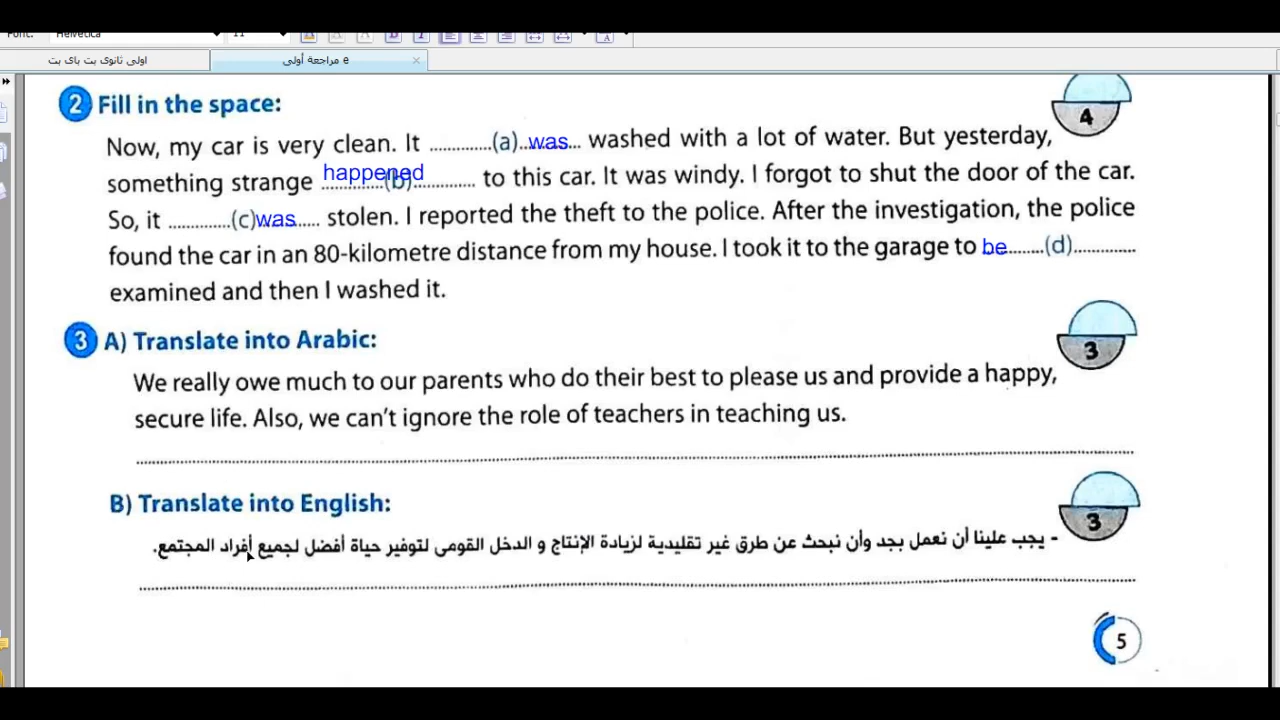 Font: Helvetica 11
اولى ثانوى بت باى بت
e مراجعة أولى ×
2 Fill in the space:
4
Now, my car is very clean. It .............(a)..was... washed with a lot of water. But yesterday,
something strange happened .............(b)............. to this car. It was windy. I forgot to shut the door of the car.
So, it .............(c)was..... stolen. I reported the theft to the police. After the investigation, the police
found the car in an 80-kilometre distance from my house. I took it to the garage to be........(d).............
examined and then I washed it.
3 A) Translate into Arabic:
3
We really owe much to our parents who do their best to please us and provide a happy,
secure life. Also, we can't ignore the role of teachers in teaching us.
B) Translate into English:
3
- يجب علينا أن نعمل بجد وأن نبحث عن طرق غير تقليدية لزيادة الإنتاج و الدخل القومى لتوفير حياة أفضل لجميع أفراد المجتمع.
5